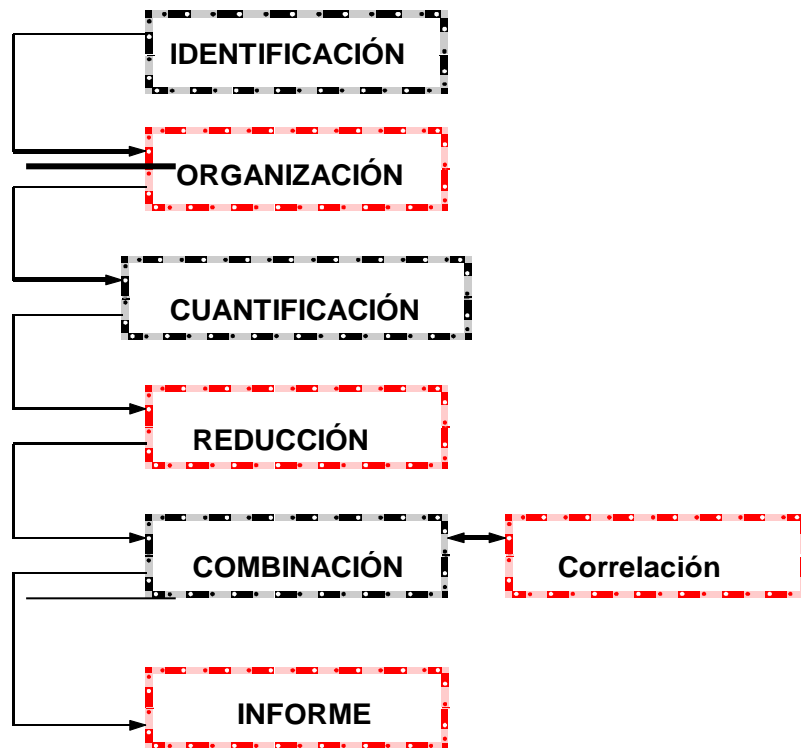 IDENTIFICACIÓN
ORGANIZACIÓN
CUANTIFICACIÓN
REDUCCIÓN
COMBINACIÓN
Correlación
INFORME